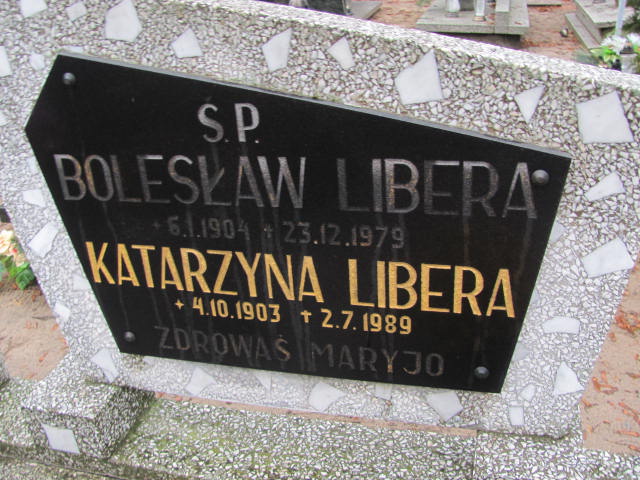 Ś.P.
BOLESŁAW LIBERA
+ 6.1.1904 + 23.12.1979
KATARZYNA LIBERA
+ 4.10.1903 + 2.7.1989
ZDROWAŚ MARYJO